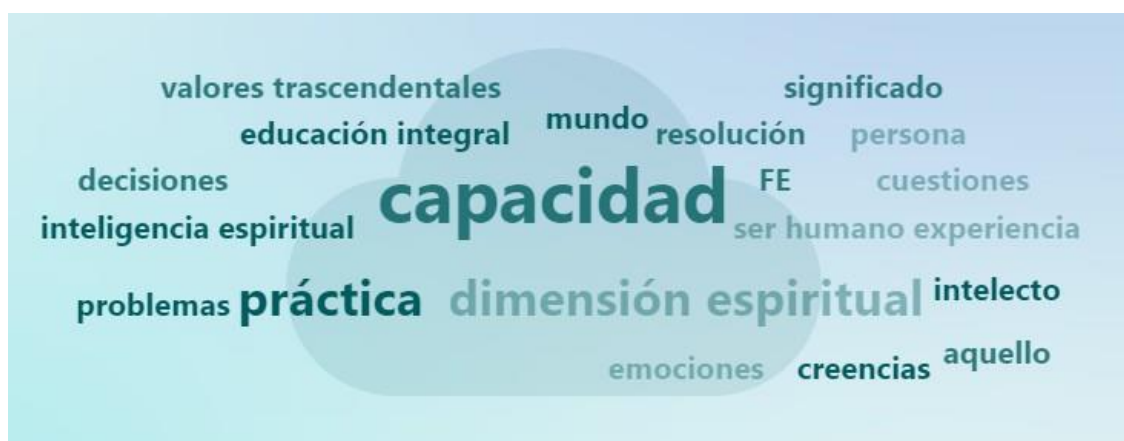 valores trascendentales significado
educación integral mundo resolución persona
decisiones capacidad FE cuestiones
inteligencia espiritual ser humano experiencia
problemas práctica dimensión espiritual intelecto
emociones creencias aquello